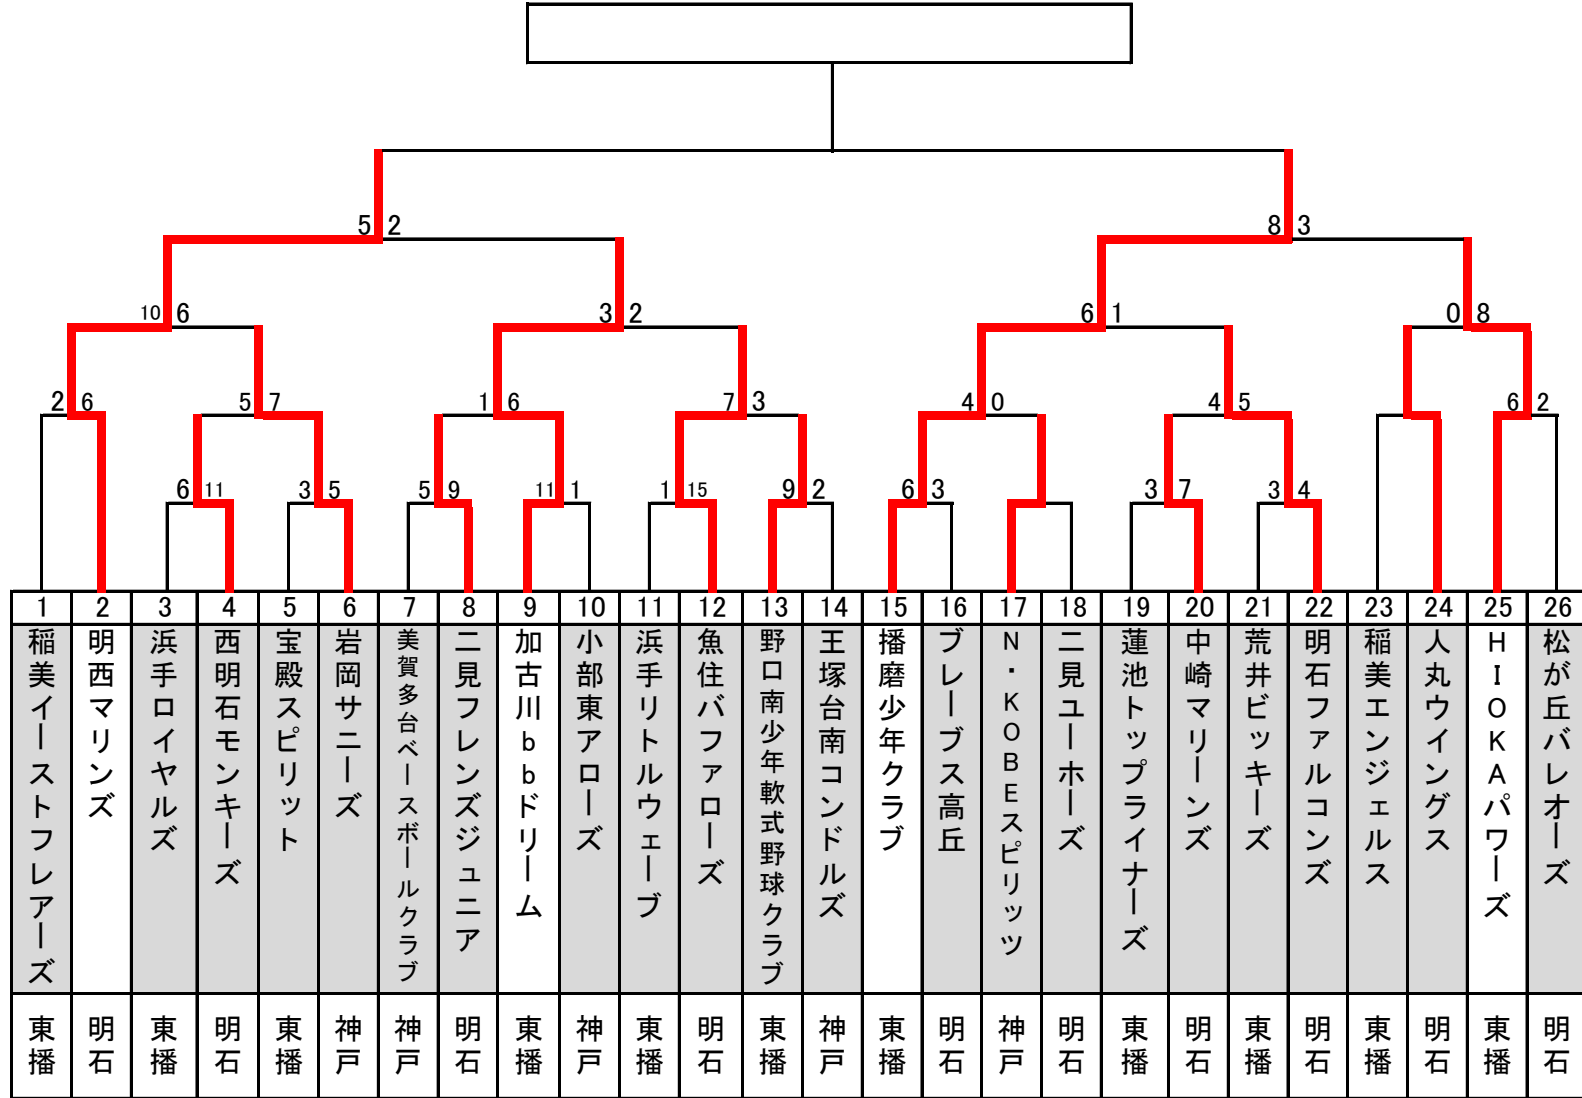 5 2
8 3
10 6
3 2
6 1
0 8
2 6
5 7
1 6
7 3
4 0
4 5
6 2
6 11
3 5
5 9
11 1
1 15
9 2
6 3
3 7
3 4
1 2 3 4 5 6 7 8 9 10 11 12 13 14 15 16 17 18 19 20 21 22 23 24 25 26
稲美イーストフレアーズ
明西マリンズ
浜手ロイヤルズ
西明石モンキーズ
宝殿スピリット
岩岡サニーズ
美賀多台ベースボールクラブ
二見フレンズジュニア
加古川bbドリーム
小部東アローズ
浜手リトルウェーブ
魚住バファローズ
野口南少年軟式野球クラブ
王塚台南コンドルズ
播磨少年クラブ
ブレーブス高丘
N・KOBEスピリッツ
二見ユーホーズ
蓮池トップライナーズ
中崎マリーンズ
荒井ビッキーズ
明石ファルコンズ
稲美エンジェルス
人丸ウイングス
HIOKAパワーズ
松が丘バレオーズ
東播 明石 東播 明石 東播 神戸 神戸 明石 東播 神戸 東播 明石 東播 神戸 東播 明石 神戸 明石 東播 明石 東播 明石 東播 明石 東播 明石